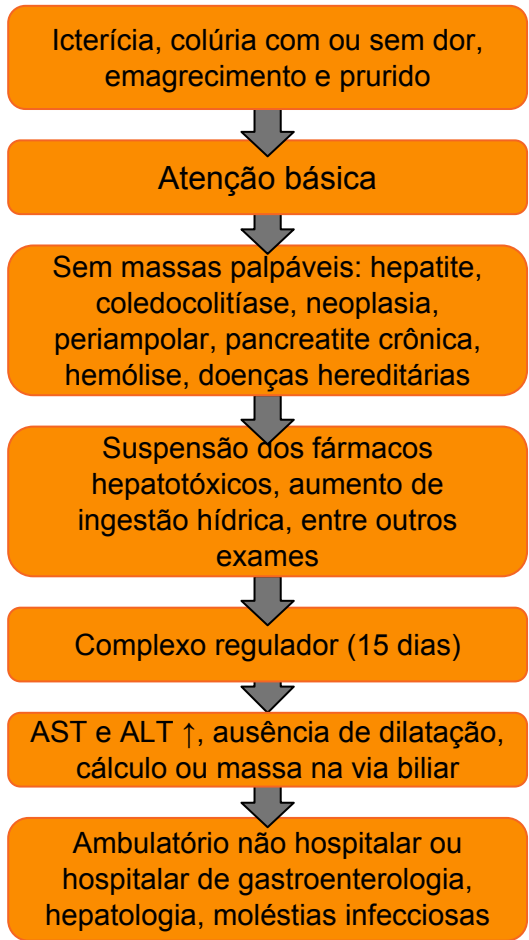 Icterícia, colúria com ou sem dor,
emagrecimento e prurido
Atenção básica
Sem massas palpáveis: hepatite,
coledocolitíase, neoplasia,
periampolar, pancreatite crônica,
hemólise, doenças hereditárias
Suspensão dos fármacos
hepatotóxicos, aumento de
ingestão hídrica, entre outros
exames
Complexo regulador (15 dias)
AST e ALT ↑, ausência de dilatação,
cálculo ou massa na via biliar
Ambulatório não hospitalar ou
hospitalar de gastroenterologia,
hepatologia, moléstias infecciosas